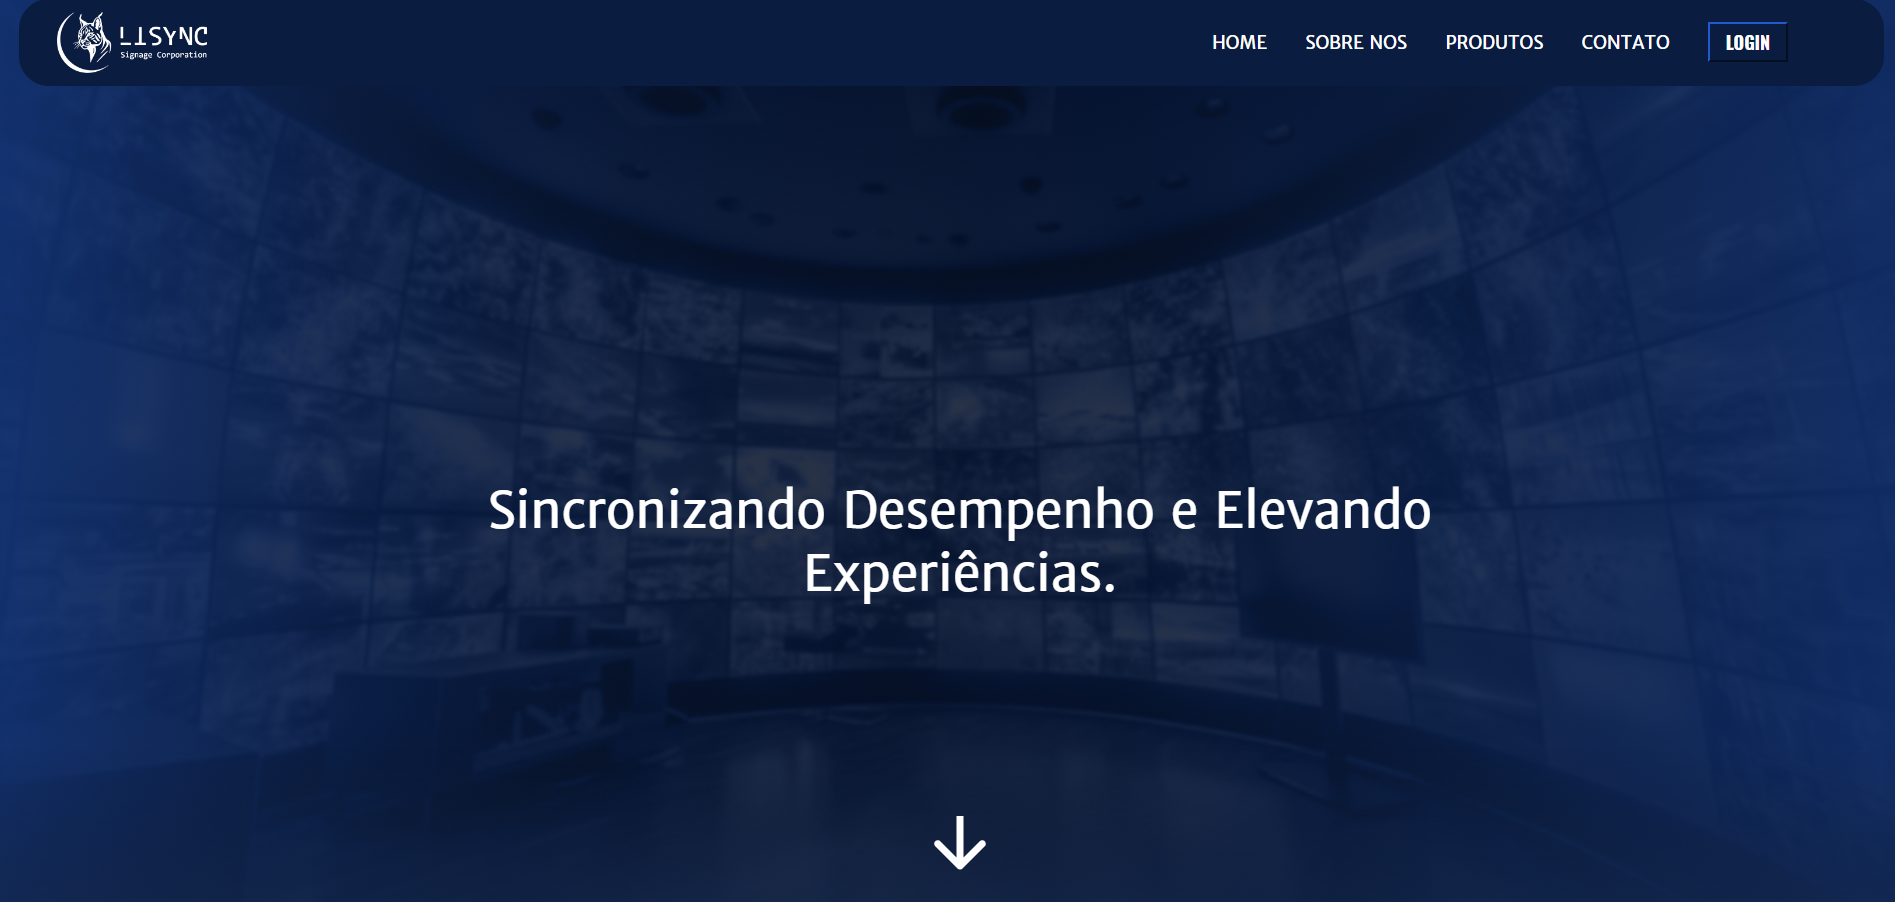 LISYNC
Signage Corporation
HOME SOBRE NOS PRODUTOS CONTATO LOGIN
Sincronizando Desempenho e Elevando
Experiências.